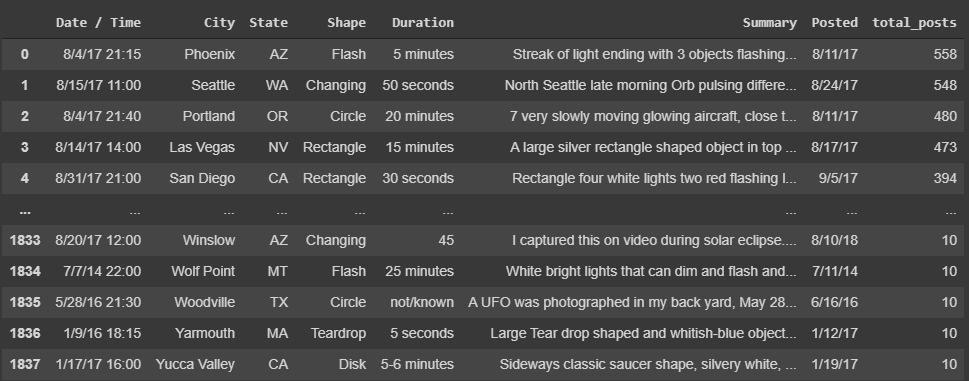 Date / Time City State Shape Duration Summary Posted total_posts
0 8/4/17 21:15 Phoenix AZ Flash 5 minutes Streak of light ending with 3 objects flashing... 8/11/17 558
1 8/15/17 11:00 Seattle WA Changing 50 seconds North Seattle late morning Orb pulsing differe... 8/24/17 548
2 8/4/17 21:40 Portland OR Circle 20 minutes 7 very slowly moving glowing aircraft, close t... 8/11/17 480
3 8/14/17 14:00 Las Vegas NV Rectangle 15 minutes A large silver rectangle shaped object in top ... 8/17/17 473
4 8/31/17 21:00 San Diego CA Rectangle 30 seconds Rectangle four white lights two red flashing l... 9/5/17 394
... ... ... ... ... ... ... ... ...
1833 8/20/17 12:00 Winslow AZ Changing 45 I captured this on video during solar eclipse.... 8/10/18 10
1834 7/7/14 22:00 Wolf Point MT Flash 25 minutes White bright lights that can dim and flash and... 7/11/14 10
1835 5/28/16 21:30 Woodville TX Circle not/known A UFO was photographed in my back yard, May 28... 6/16/16 10
1836 1/9/16 18:15 Yarmouth MA Teardrop 5 seconds Large Tear drop shaped and whitish-blue object... 1/12/17 10
1837 1/17/17 16:00 Yucca Valley CA Disk 5-6 minutes Sideways classic saucer shape, silvery white, ... 1/19/17 10